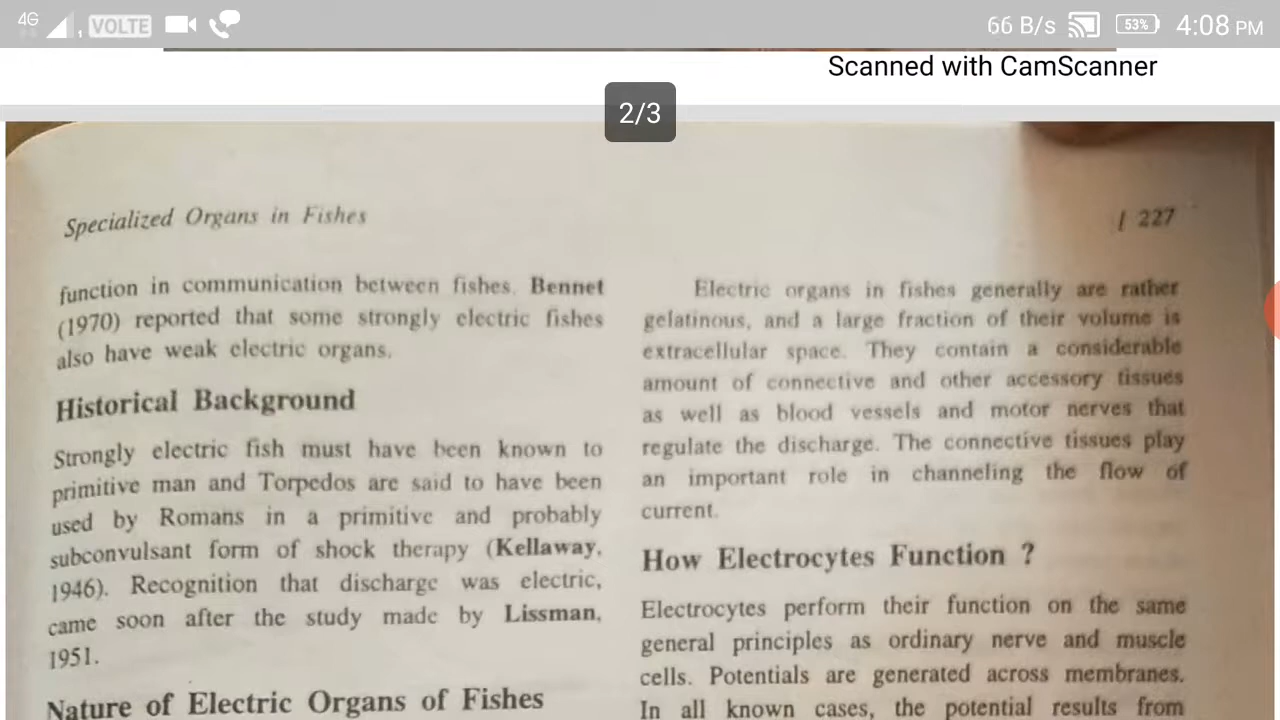 4G
VOLTE
66 B/s
53%
4:08 PM
Scanned with CamScanner
2/3
Specialized Organs in Fishes
/ 227
function in communication between fishes. Bennet
(1970) reported that some strongly electric fishes
also have weak electric organs.
Historical Background
Strongly electric fish must have been known to
primitive man and Torpedos are said to have been
used by Romans in a primitive and probably
subconvulsant form of shock therapy (Kellaway,
1946). Recognition that discharge was electric,
came soon after the study made by Lissman,
1951.
Nature of Electric Organs of Fishes
Electric organs in fishes generally are rather
gelatinous, and a large fraction of their volume is
extracellular space. They contain a considerable
amount of connective and other accessory tissues
as well as blood vessels and motor nerves that
regulate the discharge. The connective tissues play
an important role in channeling the flow of
current.
How Electrocytes Function ?
Electrocytes perform their function on the same
general principles as ordinary nerve and muscle
cells. Potentials are generated across membranes.
In all known cases, the potential results from